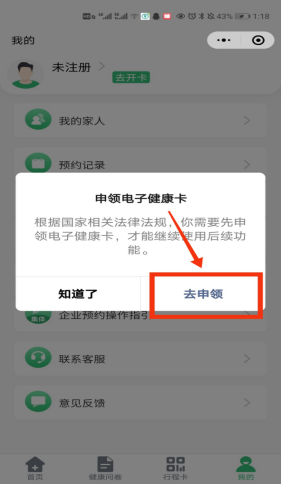 43% 1:18
我的
未注册
去开卡
我的家人
预约记录
申领电子健康卡
根据国家相关法律法规,你需要先申
领电子健康卡,才能继续使用后续功
能。
知道了
去申领
企业预约操作指引
联系客服
意见反馈
首页
健康问卷
行程卡
我的